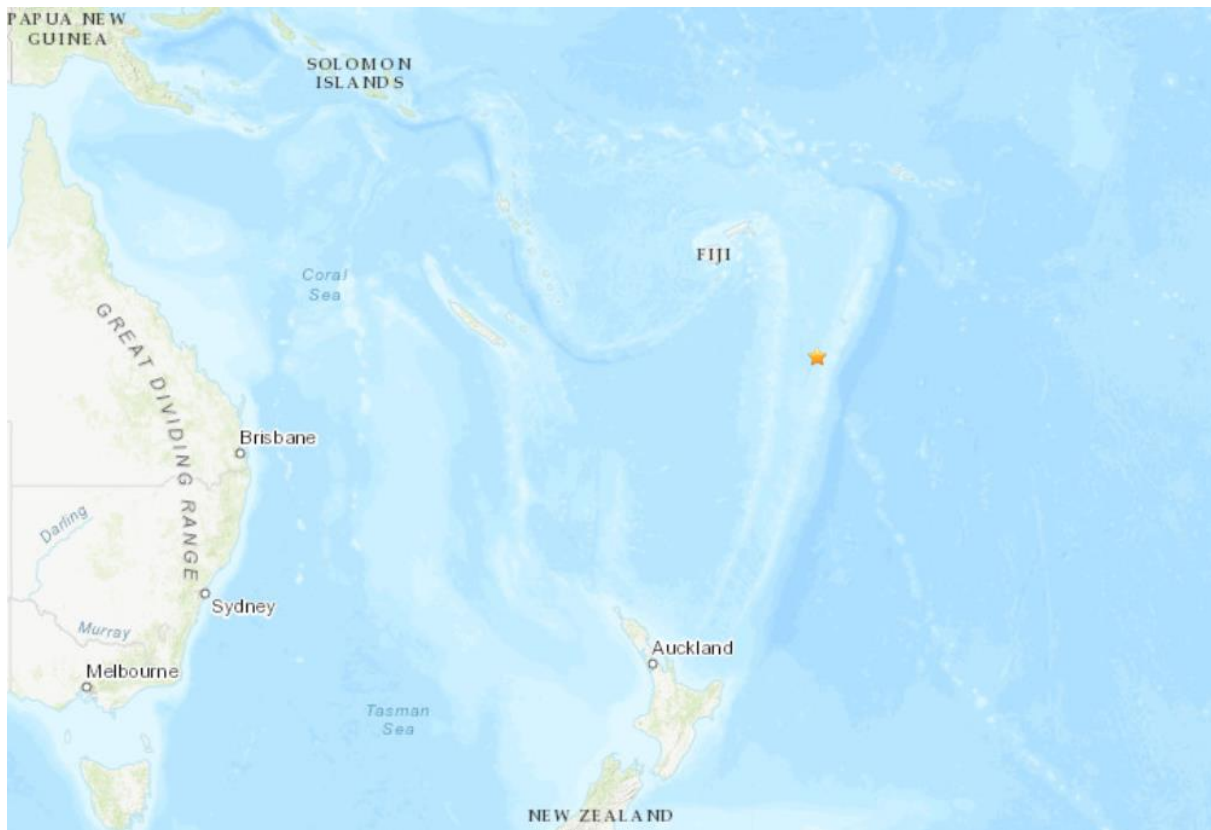 PAPUA NEW
GUINEA
SOLOMON
ISLANDS
FIJI
Coral
Sea
GREAT DIVIDING RANGE
Brisbane
Darling
Sydney
Murray
Auckland
Melbourne
Tasman
Sea
NEW ZEALAND